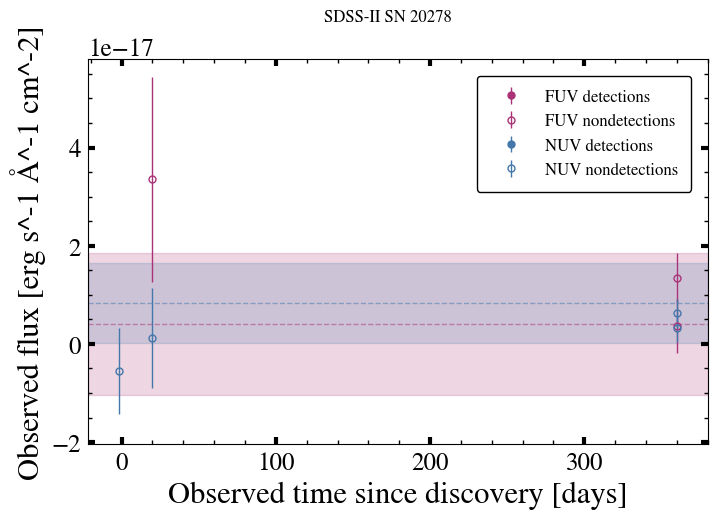 SDSS-II SN 20278
1e−17
Observed flux [erg s^-1 Å^-1 cm^-2]
4
2
0
−2
FUV detections
FUV nondetections
NUV detections
NUV nondetections
0 100 200 300
Observed time since discovery [days]